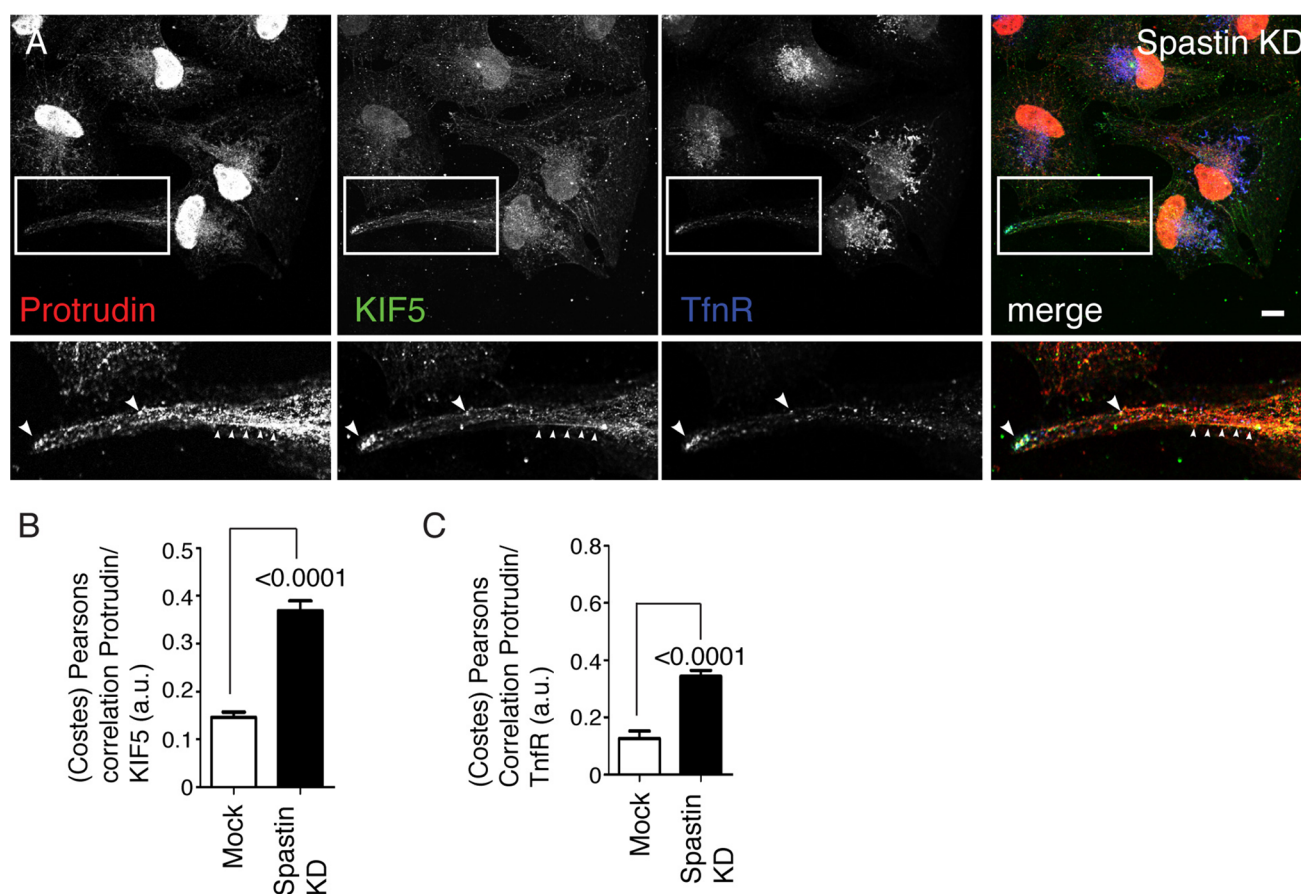 A
Spastin KD
Protrudin
KIF5
TfnR
merge
B
(Costes) Pearsons
correlation Protrudin/
KIF5 (a.u.)
0.5
0.4
0.3
0.2
0.1
0
<0.0001
Mock
Spastin
KD
C
(Costes) Pearsons
Correlation Protrudin/
TnfR (a.u.)
0.8
0.6
0.4
0.2
0
<0.0001
Mock
Spastin
KD